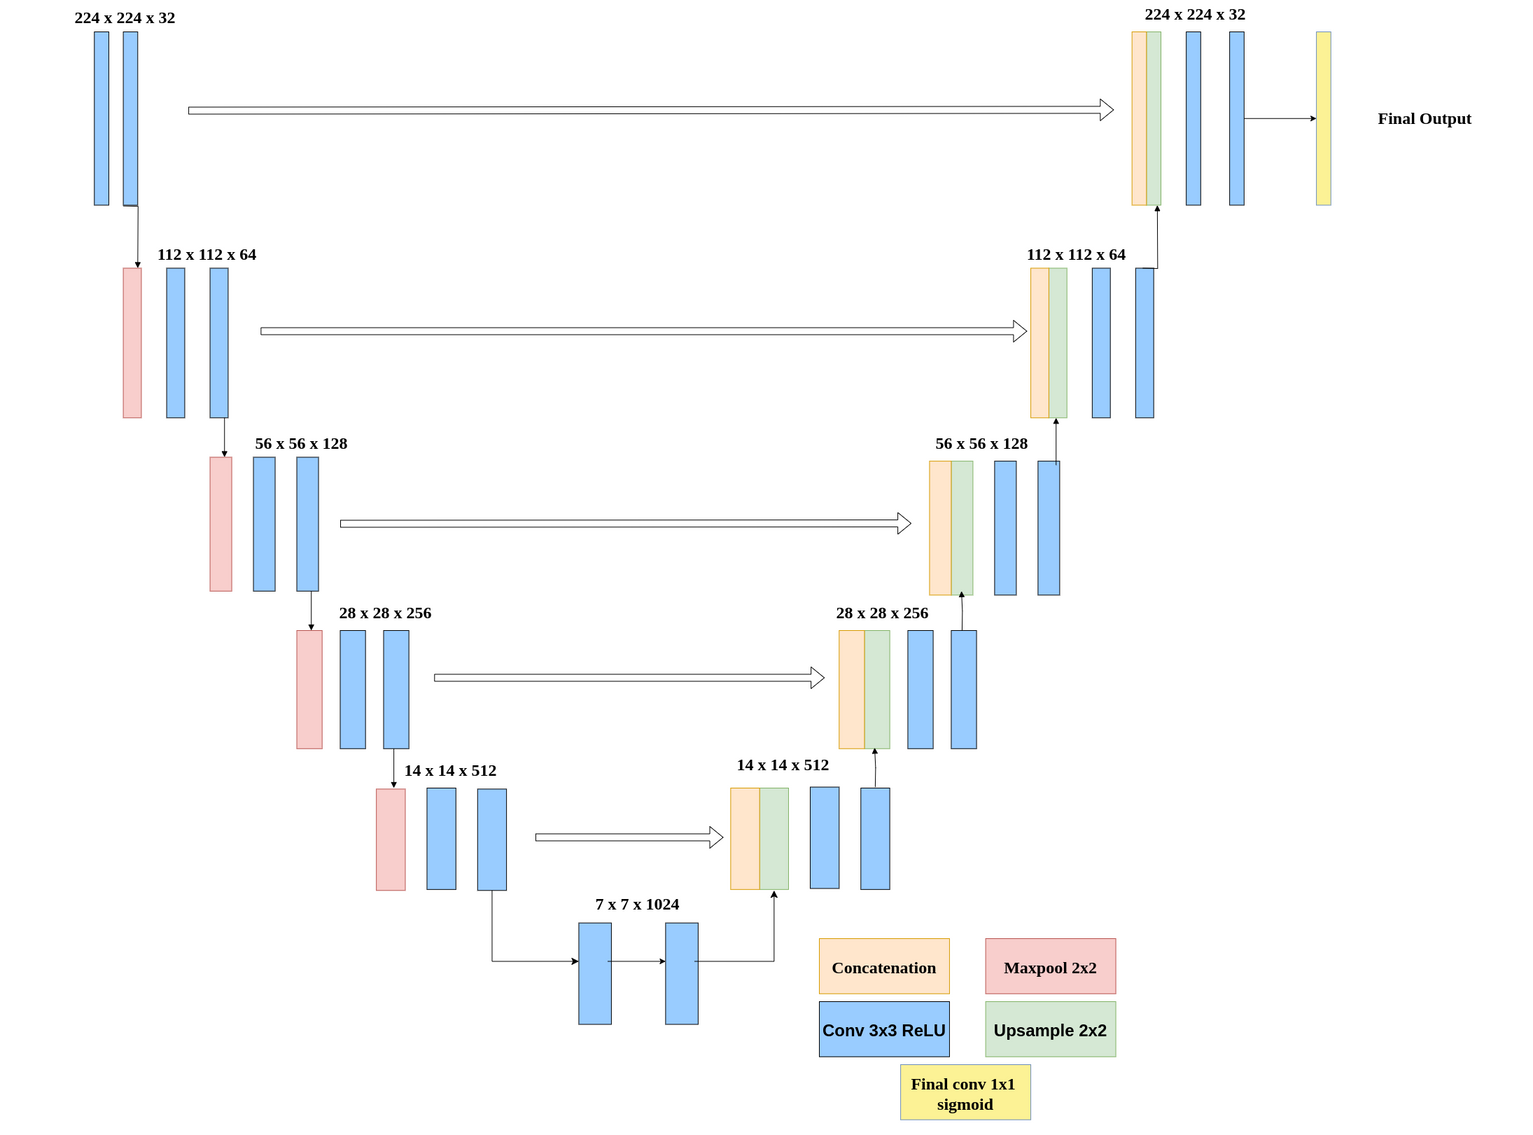 224 x 224 x 32
224 x 224 x 32
Final Output
112 x 112 x 64
112 x 112 x 64
56 x 56 x 128
56 x 56 x 128
28 x 28 x 256
28 x 28 x 256
14 x 14 x 512
14 x 14 x 512
7 x 7 x 1024
Concatenation
Maxpool 2x2
Conv 3x3 ReLU
Upsample 2x2
Final conv 1x1
sigmoid